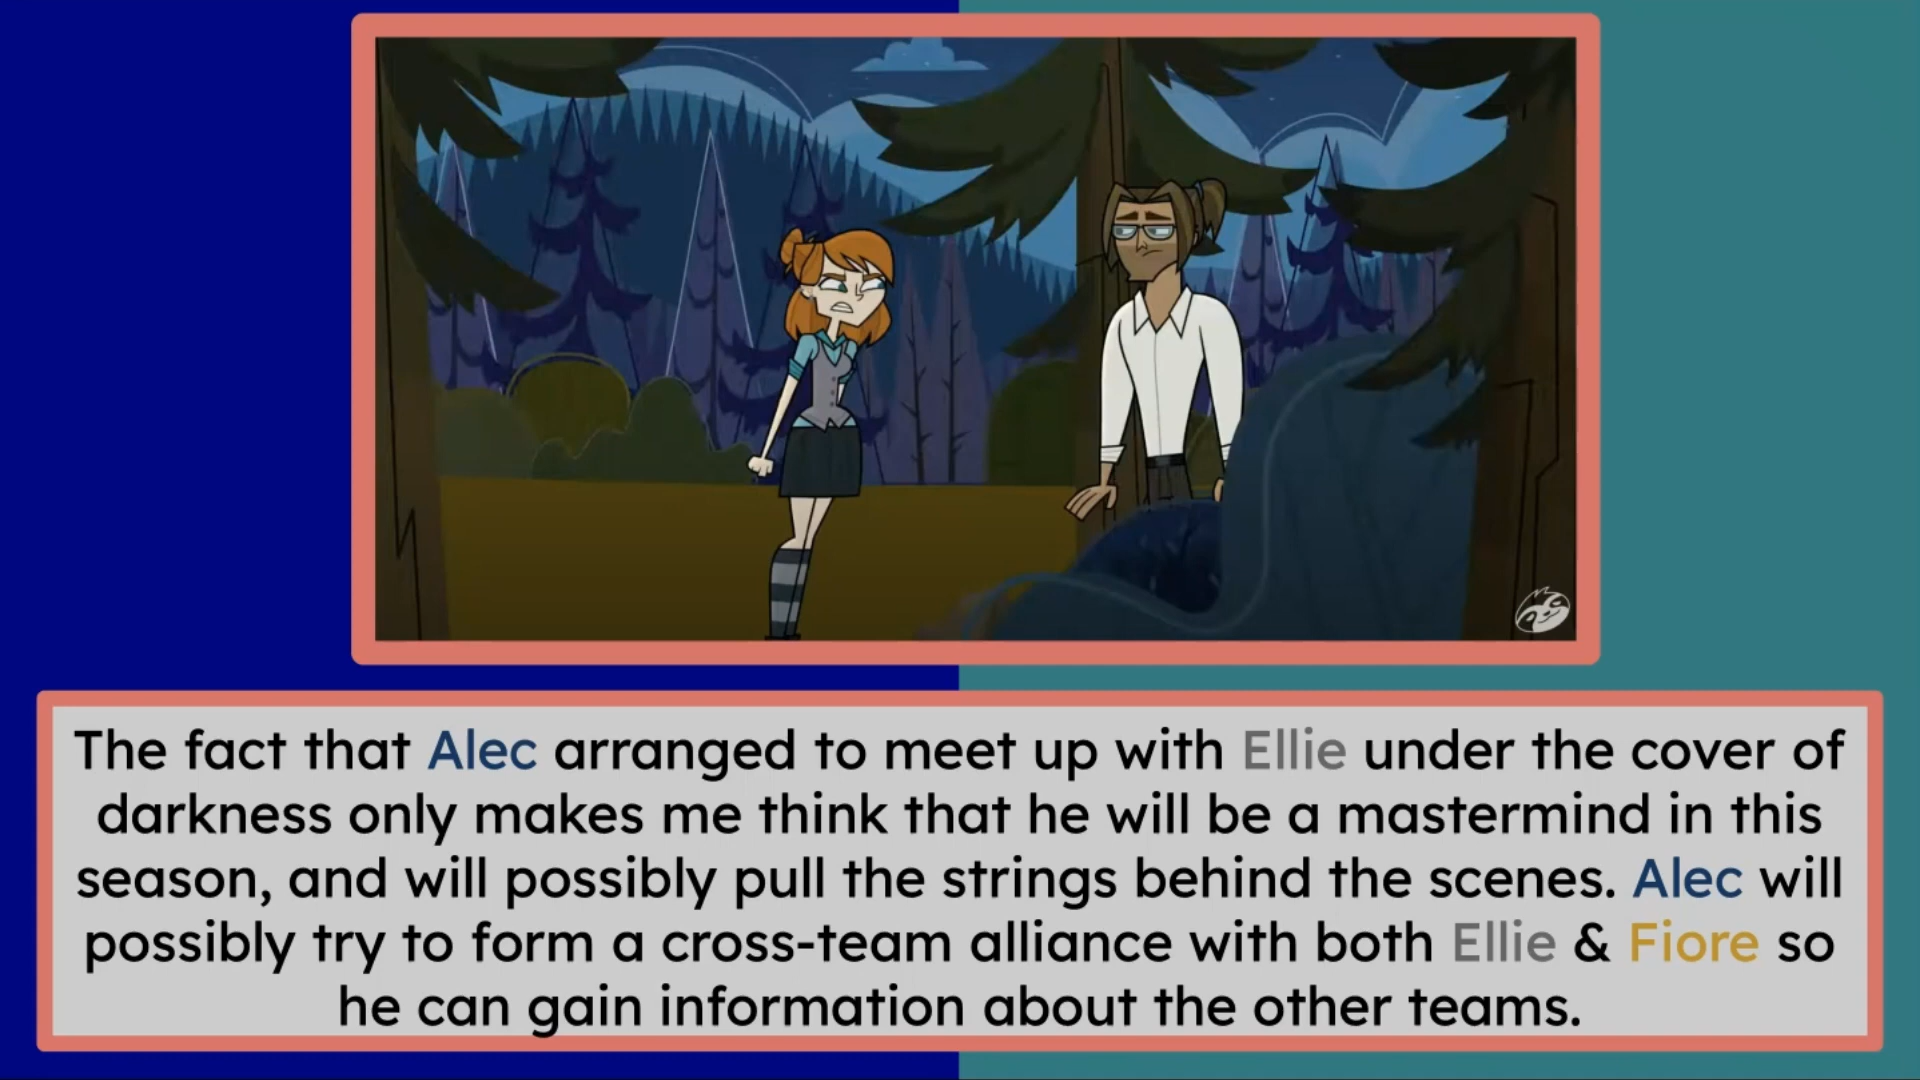 The fact that Alec arranged to meet up with Ellie under the cover of
darkness only makes me think that he will be a mastermind in this
season, and will possibly pull the strings behind the scenes. Alec will
possibly try to form a cross-team alliance with both Ellie & Fiore so
he can gain information about the other teams.